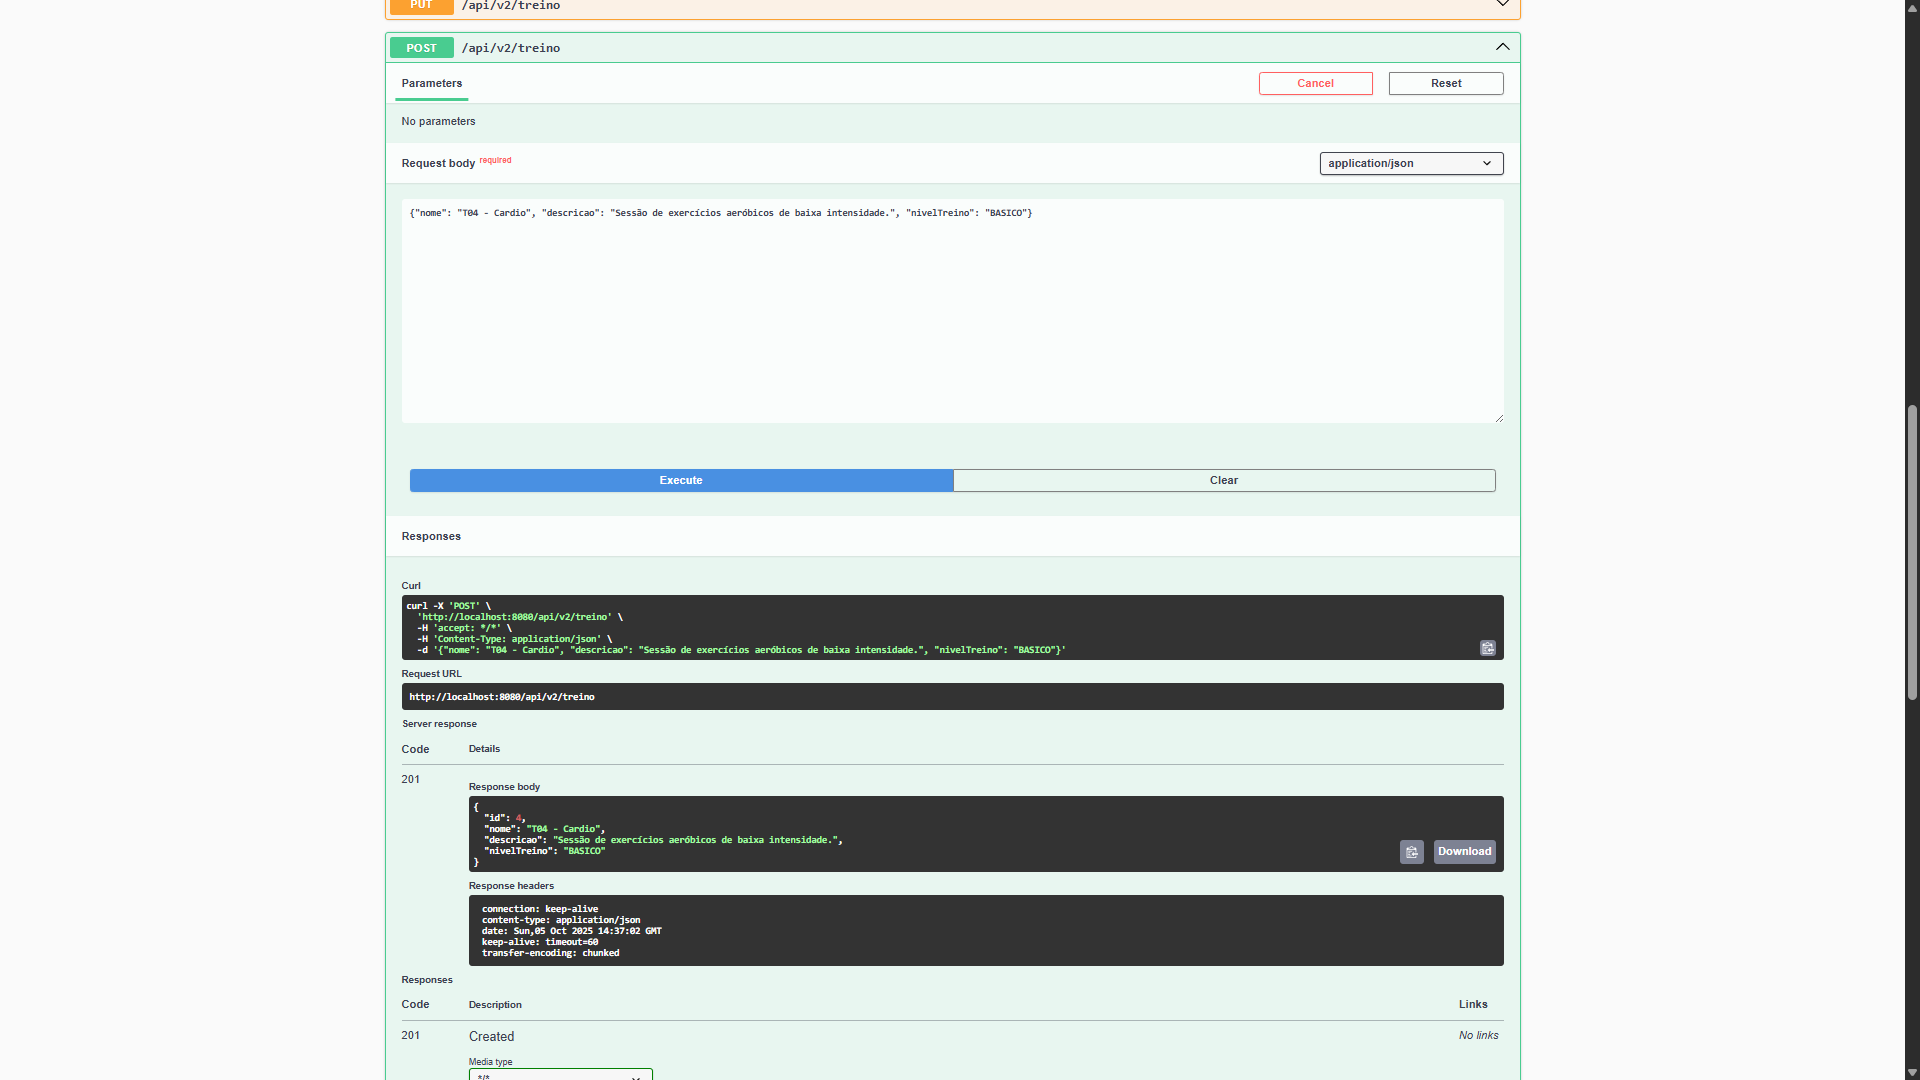 PUT /api/v2/treino
POST /api/v2/treino
Parameters
Cancel
Reset
No parameters
Request body required
application/json
{"nome": "T04 - Cardio", "descricao": "Sessão de exercícios aeróbicos de baixa intensidade.", "nivelTreino": "BASICO"}
Execute
Clear
Responses
Curl
curl -X 'POST' \
'http://localhost:8080/api/v2/treino' \
-H 'accept: */*' \
-H 'Content-Type: application/json' \
-d '{"nome": "T04 - Cardio", "descricao": "Sessão de exercícios aeróbicos de baixa intensidade.", "nivelTreino": "BASICO"}'
Request URL
http://localhost:8080/api/v2/treino
Server response
Code Details
201
Response body
{
"id": 4,
"nome": "T04 - Cardio",
"descricao": "Sessão de exercícios aeróbicos de baixa intensidade.",
"nivelTreino": "BASICO"
}
Download
Response headers
connection: keep-alive
content-type: application/json
date: Sun,05 Oct 2025 14:37:02 GMT
keep-alive: timeout=60
transfer-encoding: chunked
Responses
Code Description Links
201 Created No links
Media type
*/*